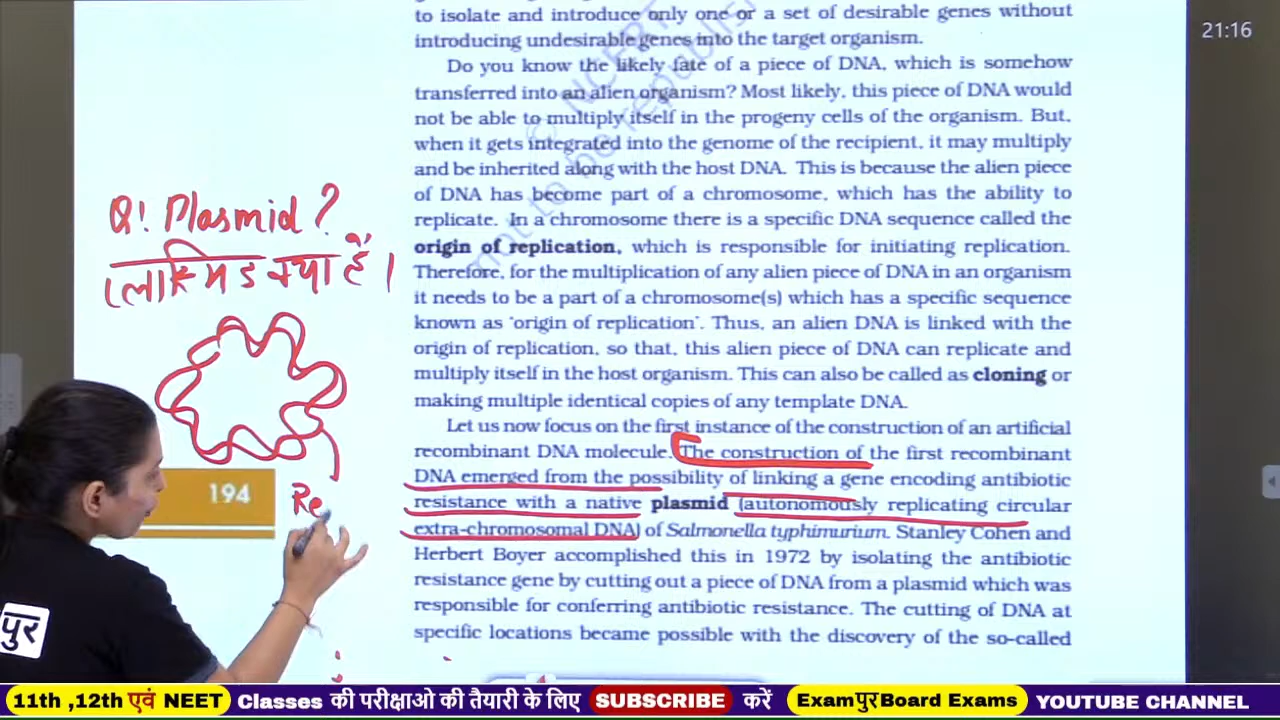 to isolate and introduce only one or a set of desirable genes without
introducing undesirable genes into the target organism.
21:16
Do you know the likely fate of a piece of DNA, which is somehow
transferred into an alien organism? Most likely, this piece of DNA would
not be able to multiply itself in the progeny cells of the organism. But,
when it gets integrated into the genome of the recipient, it may multiply
and be inherited along with the host DNA. This is because the alien piece
of DNA has become part of a chromosome, which has the ability to
replicate. In a chromosome there is a specific DNA sequence called the
origin of replication, which is responsible for initiating replication.
Therefore, for the multiplication of any alien piece of DNA in an organism
it needs to be a part of a chromosome(s) which has a specific sequence
known as 'origin of replication'. Thus, an alien DNA is linked with the
origin of replication, so that, this alien piece of DNA can replicate and
multiply itself in the host organism. This can also be called as cloning or
making multiple identical copies of any template DNA.
Let us now focus on the first instance of the construction of an artificial
recombinant DNA molecule. The construction of the first recombinant
DNA emerged from the possibility of linking a gene encoding antibiotic
resistance with a native plasmid (autonomously replicating circular
extra-chromosomal DNA) of Salmonella typhimurium. Stanley Cohen and
Herbert Boyer accomplished this in 1972 by isolating the antibiotic
resistance gene by cutting out a piece of DNA from a plasmid which was
responsible for conferring antibiotic resistance. The cutting of DNA at
specific locations became possible with the discovery of the so-called
© NCERT
not to be republish
Q! Plasmid?
प्लास्मिड क्या है।
194
Re
पुर
11th ,12th एवं NEET Classes की परीक्षाओ की तैयारी के लिए SUBSCRIBE करें Examपुर Board Exams YOUTUBE CHANNEL